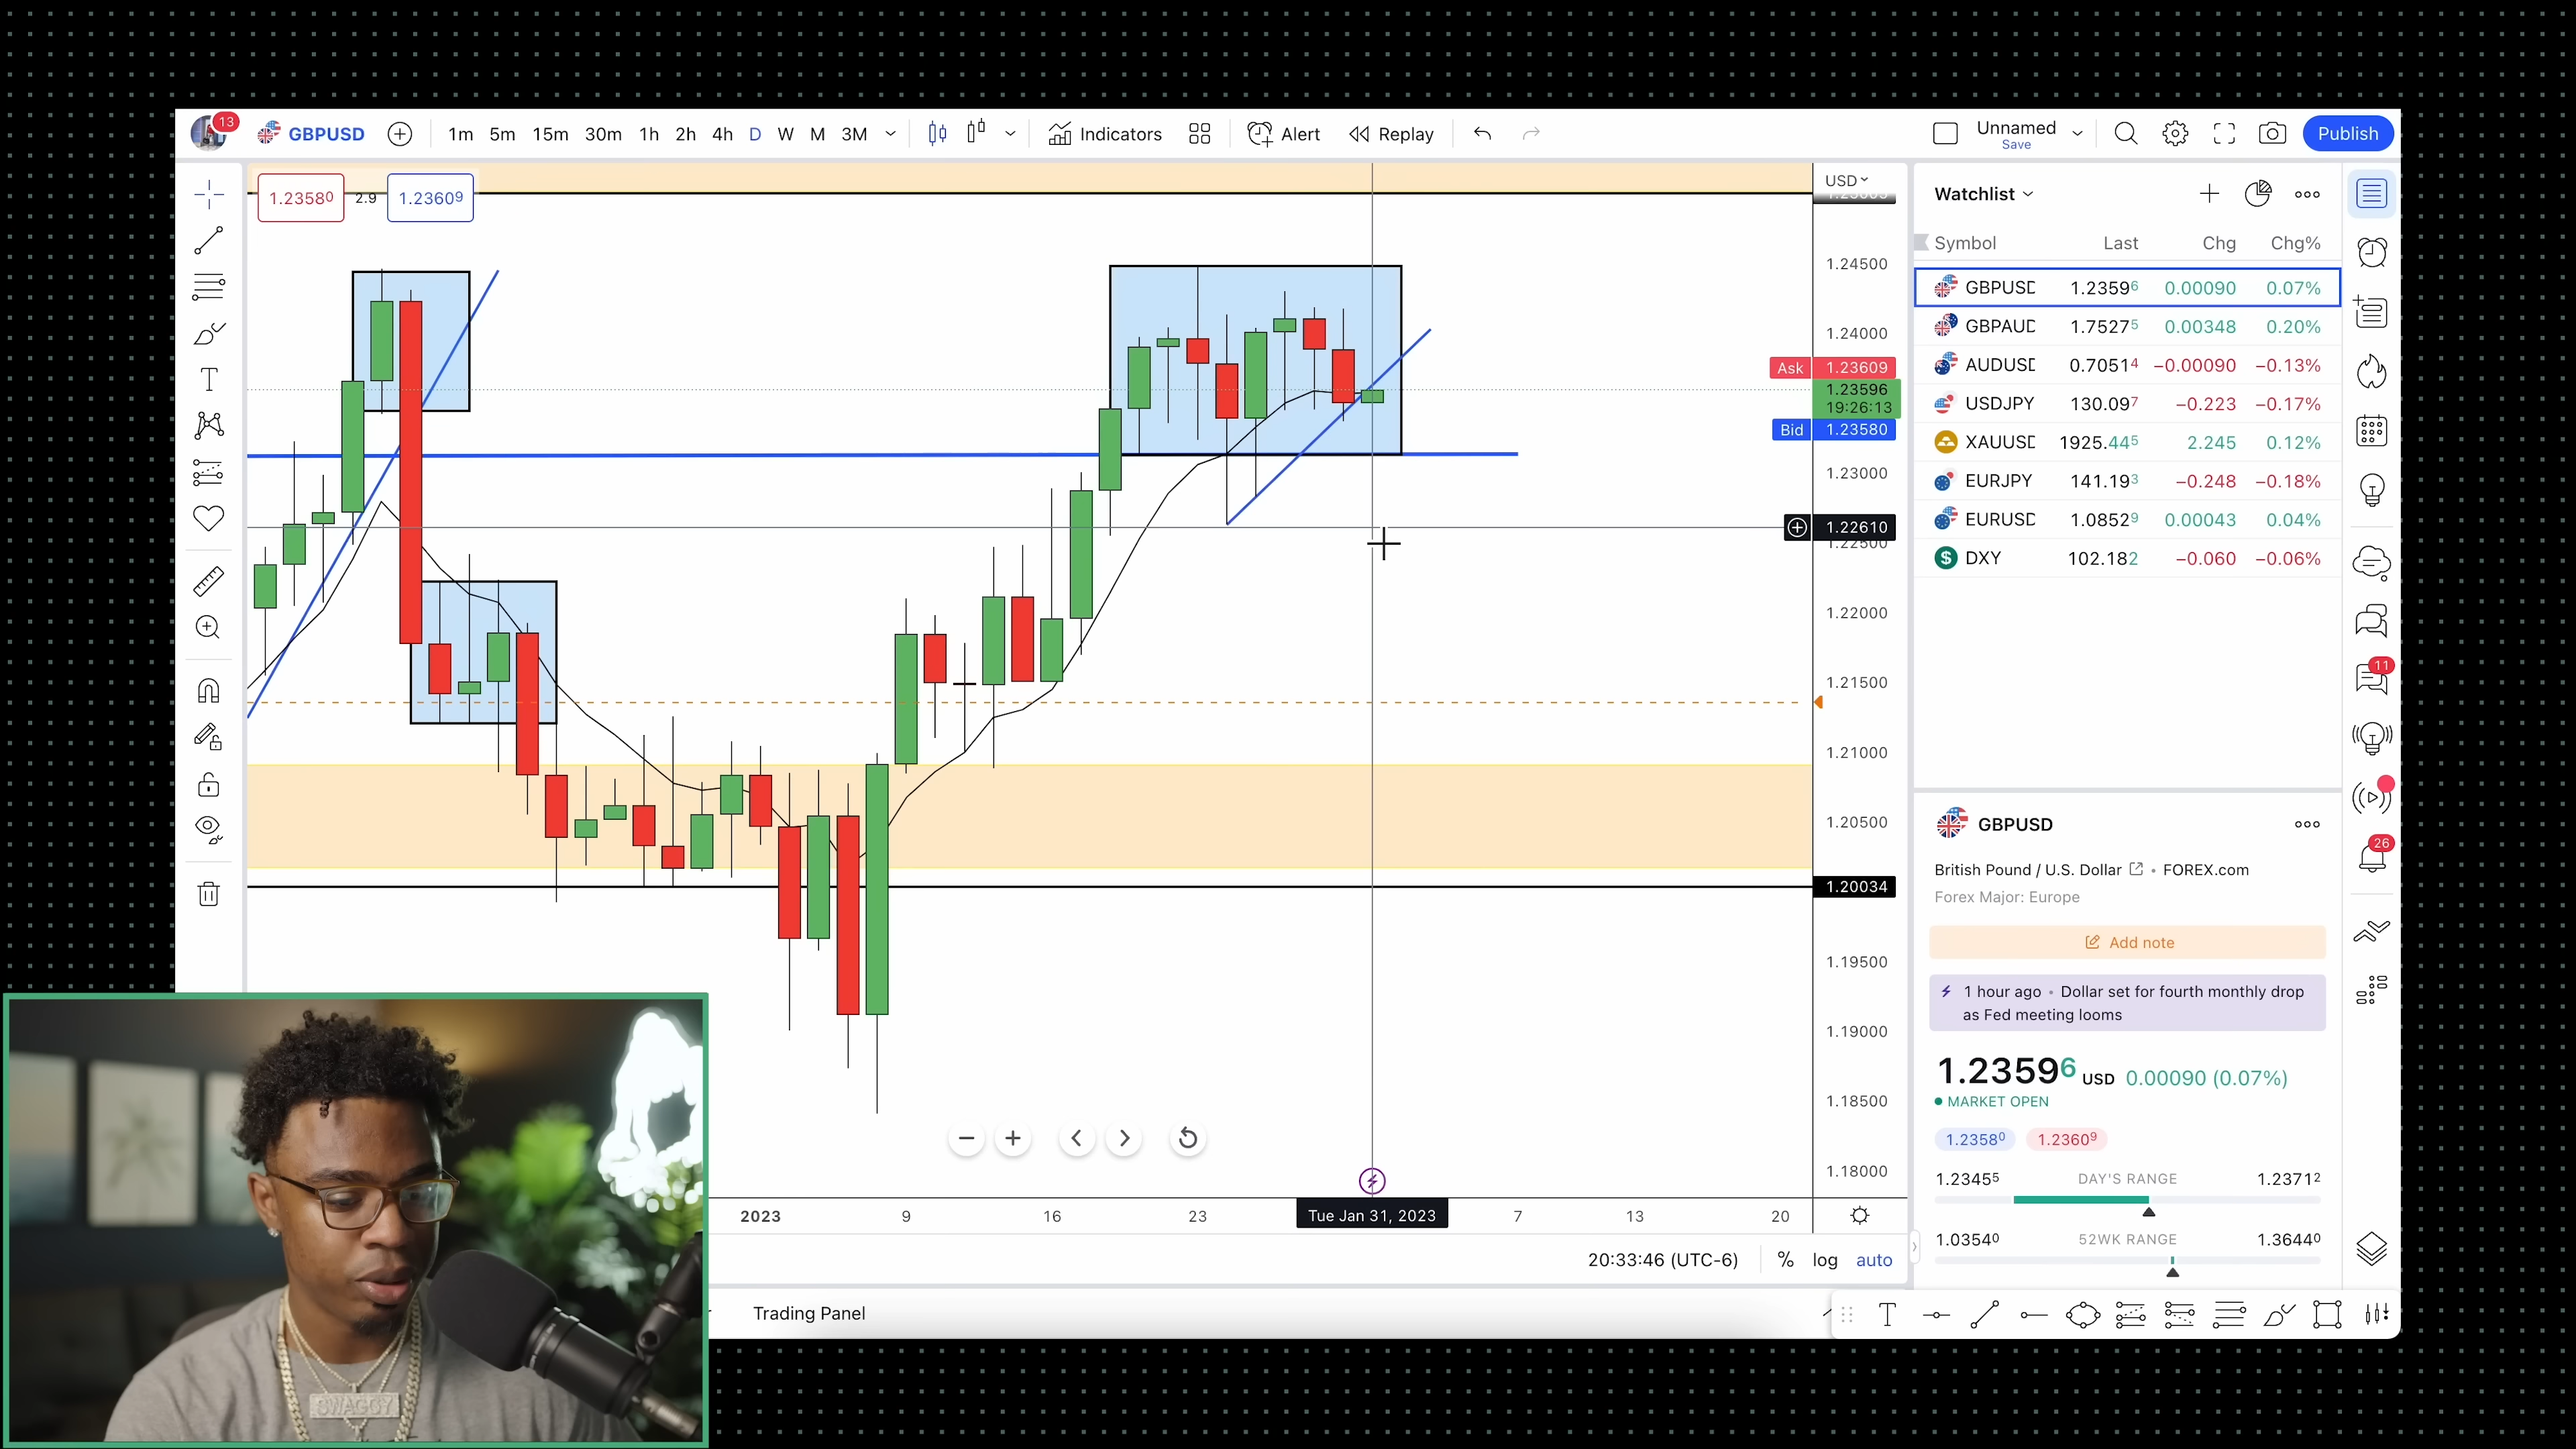 13
GBPUSD
1m 5m 15m 30m 1h 2h 4h D W M 3M
Indicators
Alert
Replay
Unnamed
Save
Publish
1.23580
2.9
1.23609
USD
1.24500
1.24000
Ask 1.23609
1.23596
19:26:13
Bid 1.23580
1.23000
1.22610
1.22500
1.22000
1.21500
1.21000
1.20500
1.20034
1.19500
1.19000
1.18500
1.18000
2023 9 16 23 Tue Jan 31, 2023 7 13 20
20:33:46 (UTC-6) % log auto
Trading Panel
Watchlist
Symbol Last Chg Chg%
GBPUSD 1.23596 0.00090 0.07%
GBPAUD 1.75275 0.00348 0.20%
AUDUSD 0.70514 −0.00090 −0.13%
USDJPY 130.097 −0.223 −0.17%
XAUUSD 1925.445 2.245 0.12%
EURJPY 141.193 −0.248 −0.18%
EURUSD 1.08529 0.00043 0.04%
DXY 102.182 −0.060 −0.06%
GBPUSD
British Pound / U.S. Dollar • FOREX.com
Forex Major: Europe
Add note
1 hour ago • Dollar set for fourth monthly drop
as Fed meeting looms
1.23596 USD 0.00090 (0.07%)
MARKET OPEN
1.23580 1.23609
1.23455 DAY'S RANGE 1.23712
1.03540 52WK RANGE 1.36440
11
26
SWAGGY